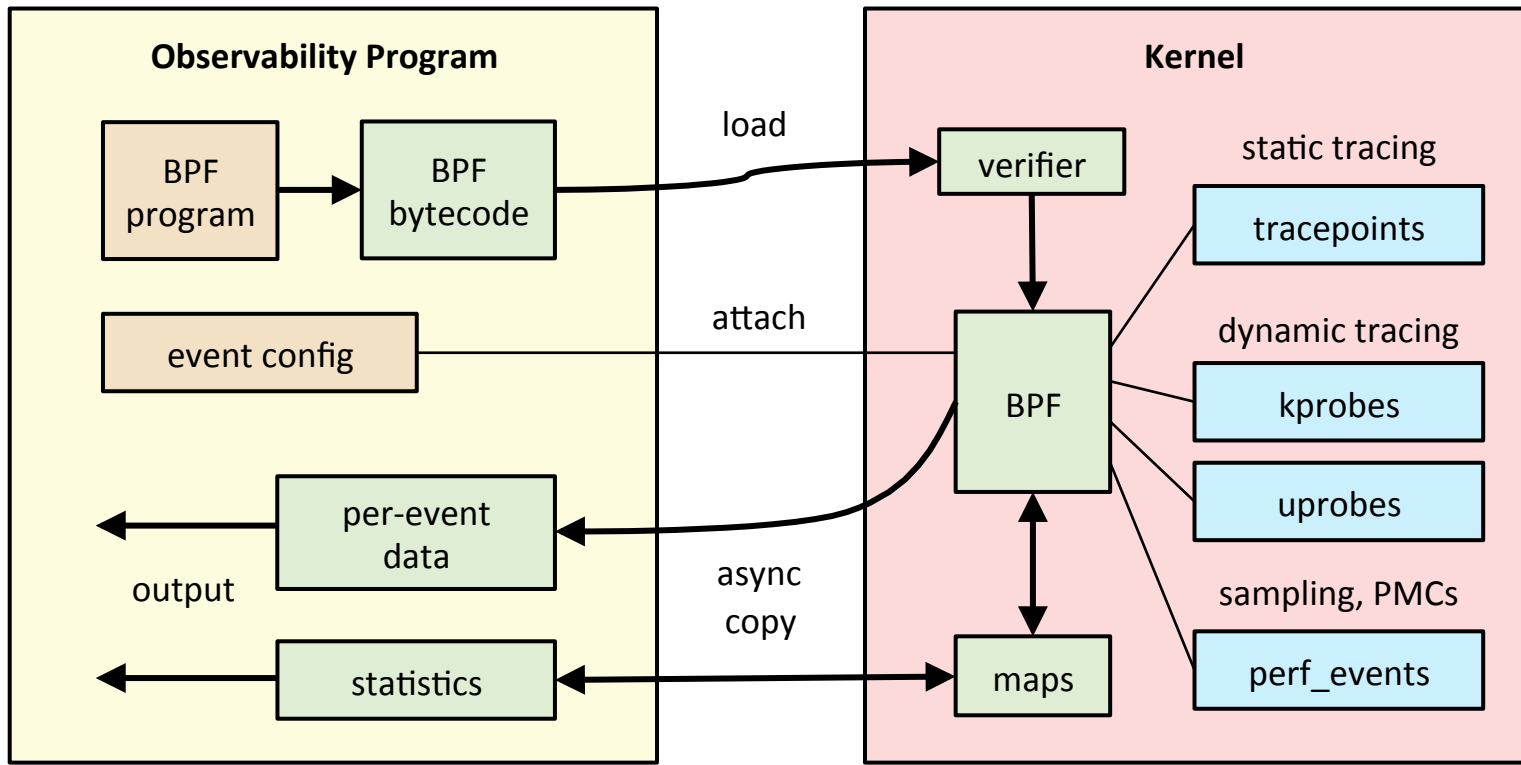 Observability Program
BPF
program
BPF
bytecode
event config
per-event
data
output
statistics
load
attach
async
copy
Kernel
verifier
BPF
maps
static tracing
tracepoints
dynamic tracing
kprobes
uprobes
sampling, PMCs
perf_events